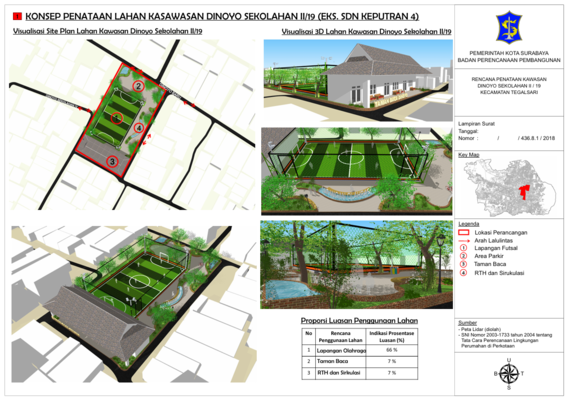 1 KONSEP PENATAAN LAHAN KASAWASAN DINOYO SEKOLAHAN II/19 (EKS. SDN KEPUTRAN 4)
Visualisasi Site Plan Lahan Kawasan Dinoyo Sekolahan II/19
Visualisasi 3D Lahan Kawasan Dinoyo Sekolahan II/19
2
1
4
3
Proporsi Luasan Penggunaan Lahan
No Rencana Penggunaan Lahan Indikasi Prosentase Luasan (%)
1 Lapangan Olahraga 66 %
2 Taman Baca 7 %
3 RTH dan Sirkulasi 7 %
PEMERINTAH KOTA SURABAYA
BADAN PERENCANAAN PEMBANGUNAN
RENCANA PENATAAN KAWASAN
DINOYO SEKOLAHAN II / 19
KECAMATAN TEGALSARI
Lampiran Surat
Tanggal:
Nomor : / / 436.8.1 / 2018
Key Map
Legenda
Lokasi Perancangan
Arah Lalulintas
1 Lapangan Futsal
2 Area Parkir
3 Taman Baca
4 RTH dan Sirukulasi
Sumber
- Peta Lidar (diolah)
- SNI Nomor 2003-1733 tahun 2004 tentang
Tata Cara Perencanaan Lingkungan
Perumahan di Perkotaan
U
B T
S